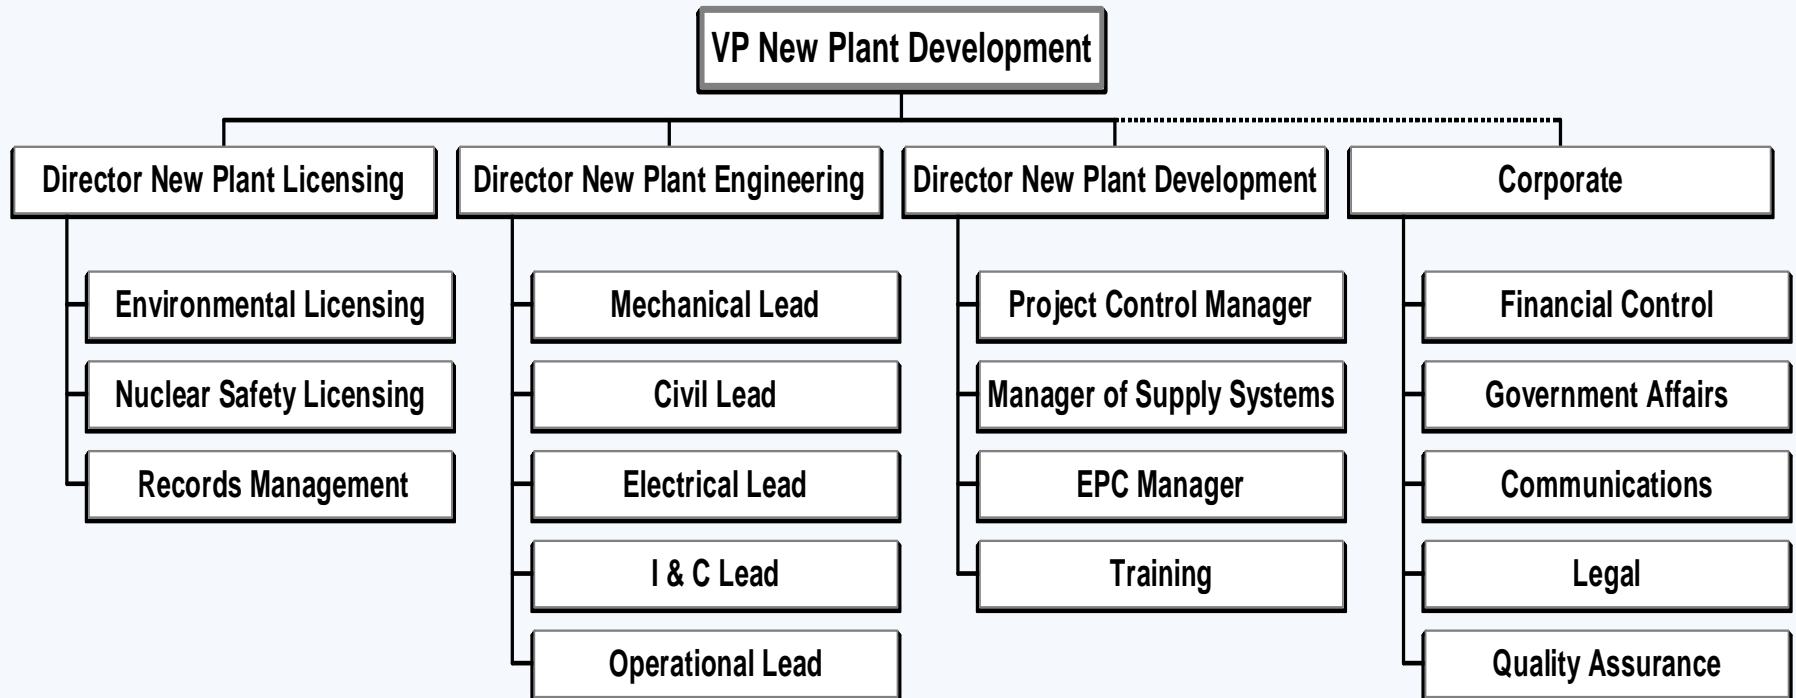 VP New Plant Development
Director New Plant Licensing
Director New Plant Engineering
Director New Plant Development
Corporate
Environmental Licensing
Nuclear Safety Licensing
Records Management
Mechanical Lead
Civil Lead
Electrical Lead
I & C Lead
Operational Lead
Project Control Manager
Manager of Supply Systems
EPC Manager
Training
Financial Control
Government Affairs
Communications
Legal
Quality Assurance